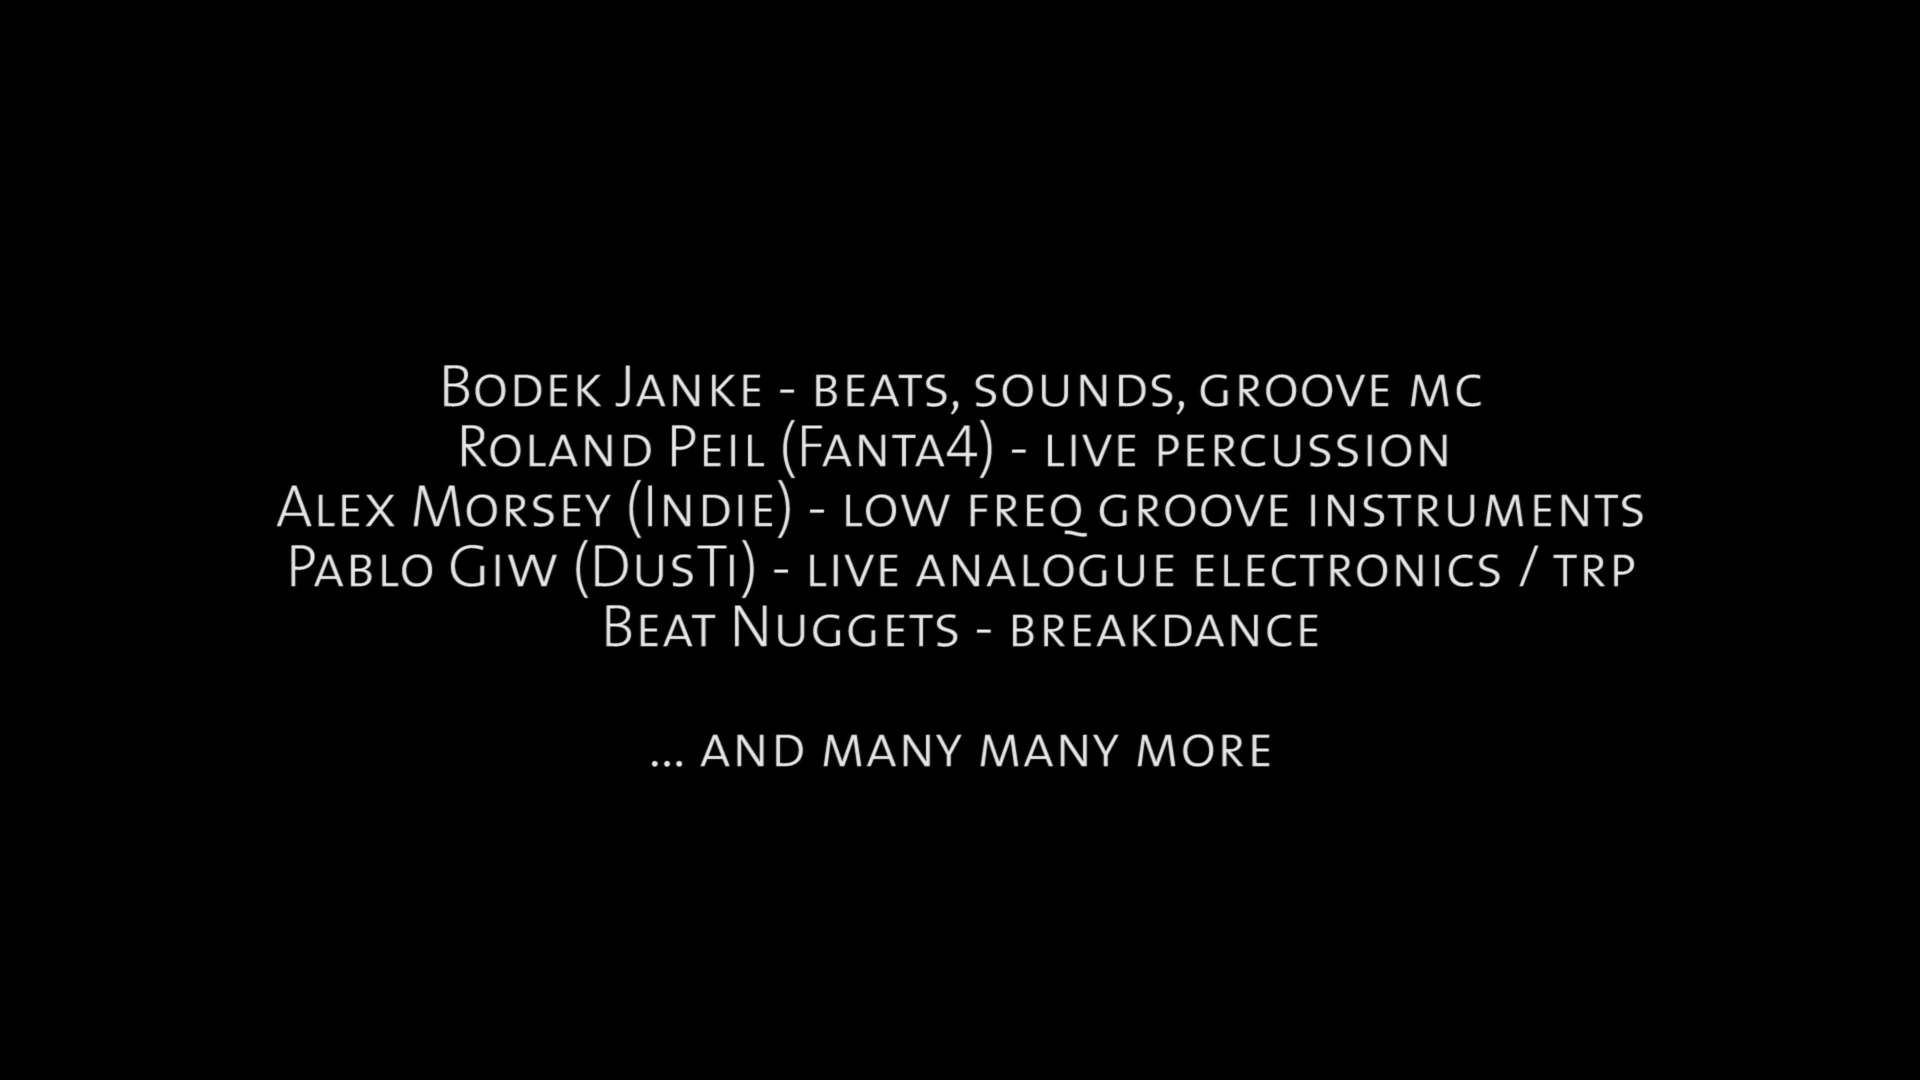 Bodek Janke - beats, sounds, groove mc
Roland Peil (Fanta4) - live percussion
Alex Morsey (Indie) - low freq groove instruments
Pablo Giw (DusTi) - live analogue electronics / trp
Beat Nuggets - breakdance
... and many many more